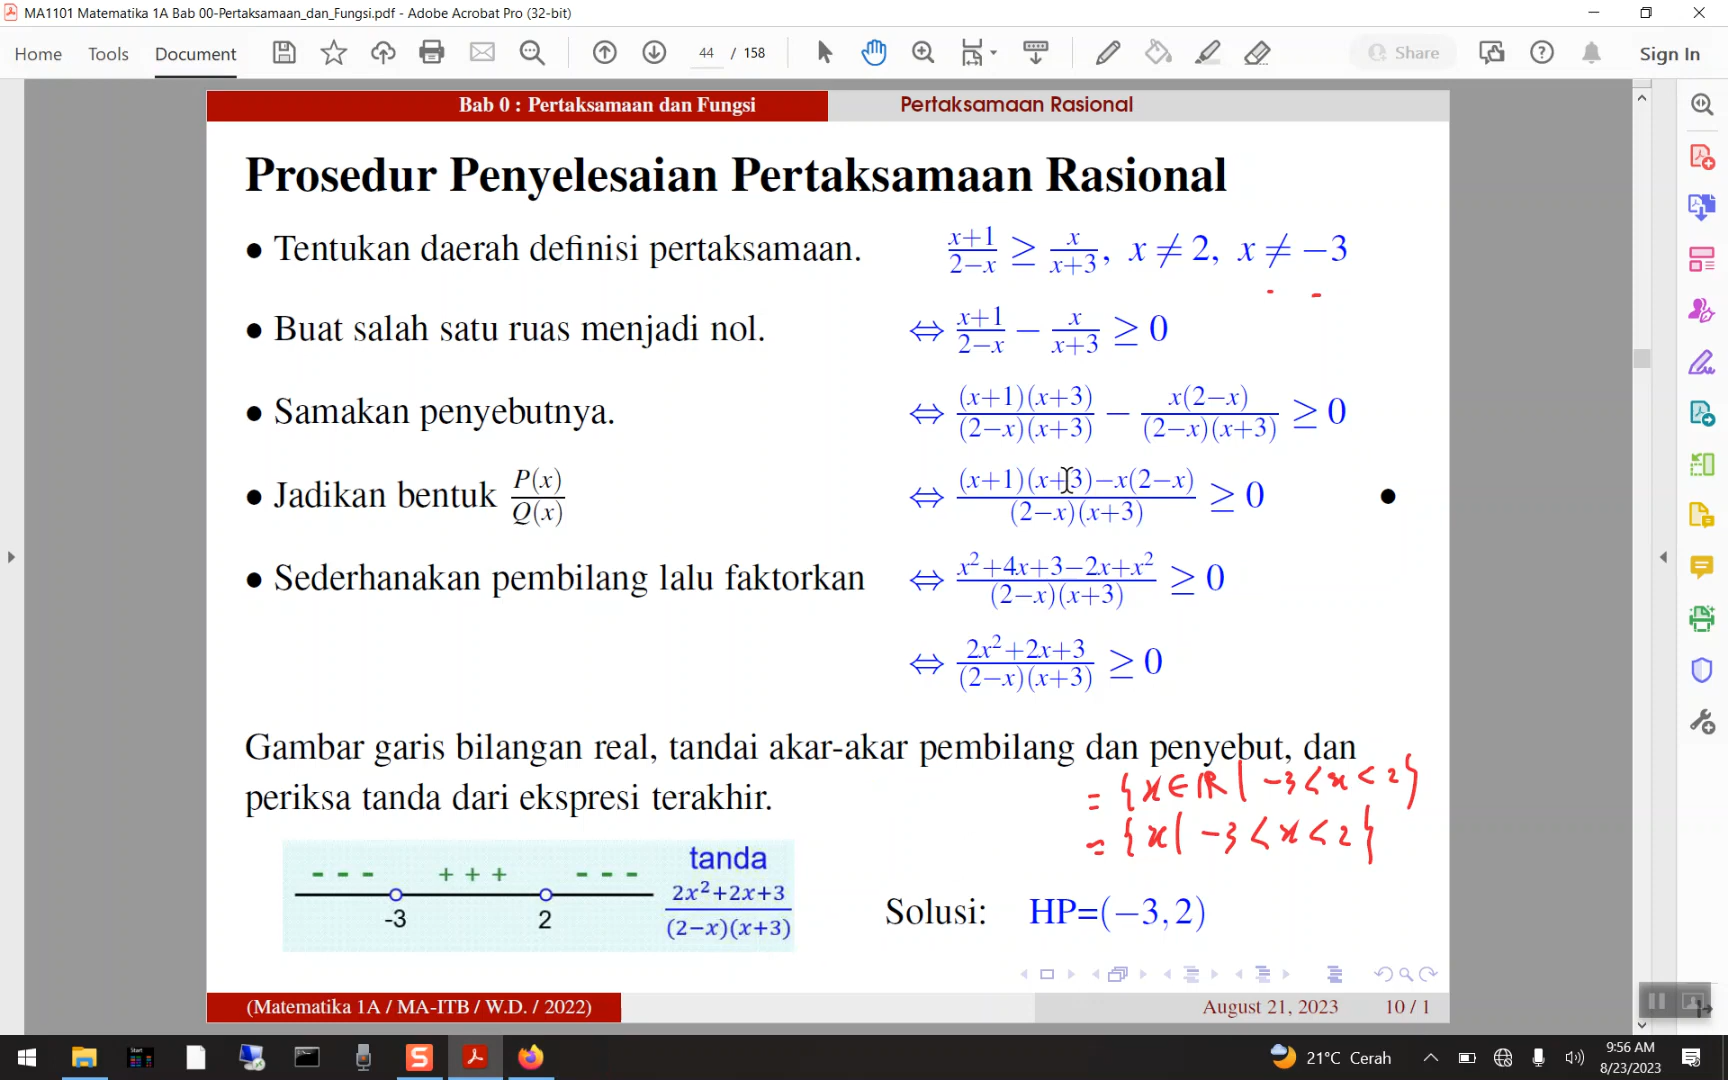 MA1101 Matematika 1A Bab 00-Pertaksamaan_dan_Fungsi.pdf - Adobe Acrobat Pro (32-bit)
Home Tools Document 44 / 158 Share Sign In
Bab 0 : Pertaksamaan dan Fungsi Pertaksamaan Rasional
Prosedur Penyelesaian Pertaksamaan Rasional
• Tentukan daerah definisi pertaksamaan. (x+1)/(2−x) ≥ x/(x+3), x ≠ 2, x ≠ −3
• Buat salah satu ruas menjadi nol. ⇔ (x+1)/(2−x) − x/(x+3) ≥ 0
• Samakan penyebutnya. ⇔ (x+1)(x+3)/(2−x)(x+3) − x(2−x)/(2−x)(x+3) ≥ 0
• Jadikan bentuk P(x)/Q(x) ⇔ (x+1)(x+3)−x(2−x)/(2−x)(x+3) ≥ 0 •
• Sederhanakan pembilang lalu faktorkan ⇔ x²+4x+3−2x+x²/(2−x)(x+3) ≥ 0
⇔ 2x²+2x+3/(2−x)(x+3) ≥ 0
Gambar garis bilangan real, tandai akar-akar pembilang dan penyebut, dan
periksa tanda dari ekspresi terakhir.
= {x ∈ ℝ | −3 < x < 2}
= {x | −3 < x < 2}
- - - + + + - - - tanda
-3 2 2x²+2x+3/(2−x)(x+3)
Solusi: HP=(−3,2)
(Matematika 1A / MA-ITB / W.D. / 2022) August 21, 2023 10 / 1
Start
21°C Cerah 9:56 AM
8/23/2023